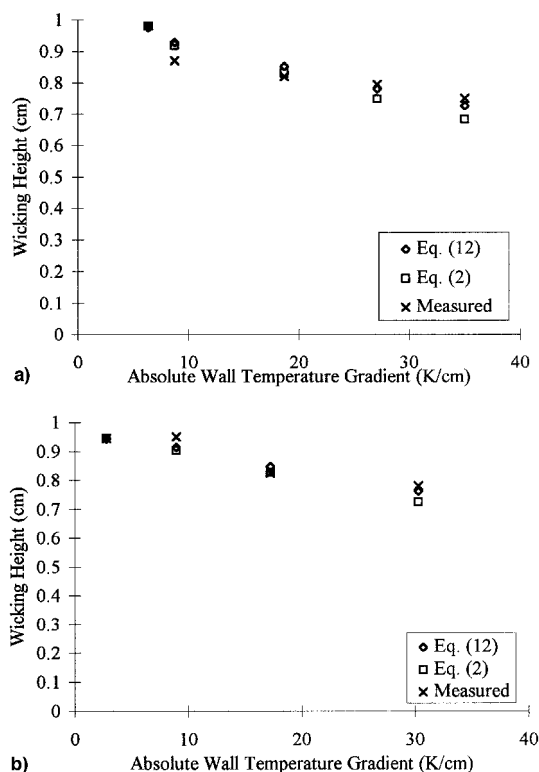 1
0.9
0.8
0.7
0.6
0.5
0.4
0.3
0.2
0.1
0
Wicking Height (cm)
Eq. (12)
Eq. (2)
Measured
0
10
20
30
40
a)
Absolute Wall Temperature Gradient (K/cm)
1
0.9
0.8
0.7
0.6
0.5
0.4
0.3
0.2
0.1
0
Wicking Height (cm)
Eq. (12)
Eq. (2)
Measured
0
10
20
30
40
b)
Absolute Wall Temperature Gradient (K/cm)